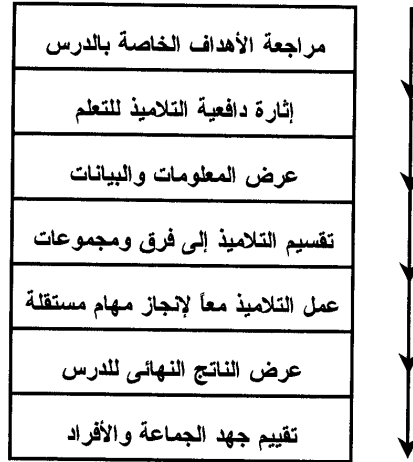 مراجعة الأهداف الخاصة بالدرس
إثارة دافعية التلاميذ للتعلم
عرض المعلومات والبيانات
تقسيم التلاميذ إلى فرق ومجموعات
عمل التلاميذ معاً لإنجاز مهام مستقلة
عرض الناتج النهائى للدرس
تقييم جهد الجماعة والأفراد